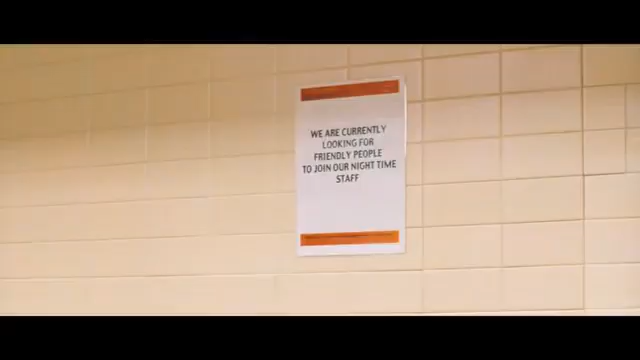 WE ARE CURRENTLY
LOOKING FOR
FRIENDLY PEOPLE
TO JOIN OUR NIGHT TIME
STAFF